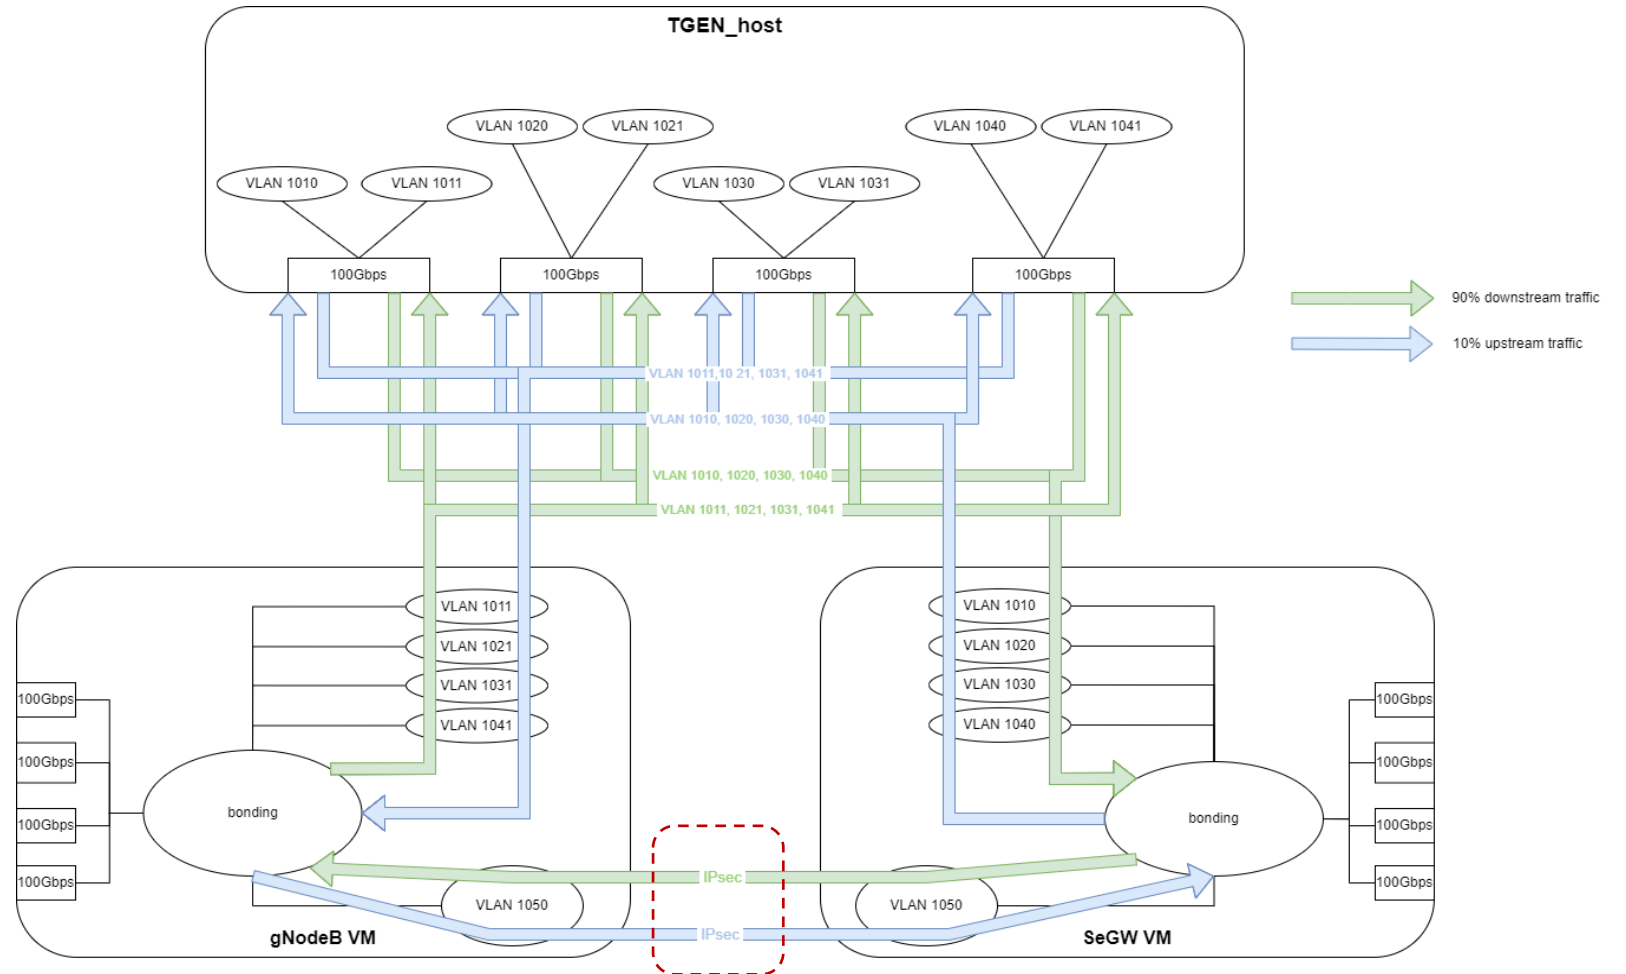 TGEN_host
VLAN 1020
VLAN 1021
VLAN 1040
VLAN 1041
VLAN 1010
VLAN 1011
VLAN 1030
VLAN 1031
100Gbps
100Gbps
100Gbps
100Gbps
90% downstream traffic
10% upstream traffic
VLAN 1011,10 21, 1031, 1041
VLAN 1010, 1020, 1030, 1040
VLAN 1010, 1020, 1030, 1040
VLAN 1011, 1021, 1031, 1041
VLAN 1011
VLAN 1021
VLAN 1031
VLAN 1041
100Gbps
100Gbps
100Gbps
100Gbps
bonding
VLAN 1050
gNodeB VM
IPsec
IPsec
VLAN 1010
VLAN 1020
VLAN 1030
VLAN 1040
100Gbps
100Gbps
100Gbps
100Gbps
bonding
VLAN 1050
SeGW VM